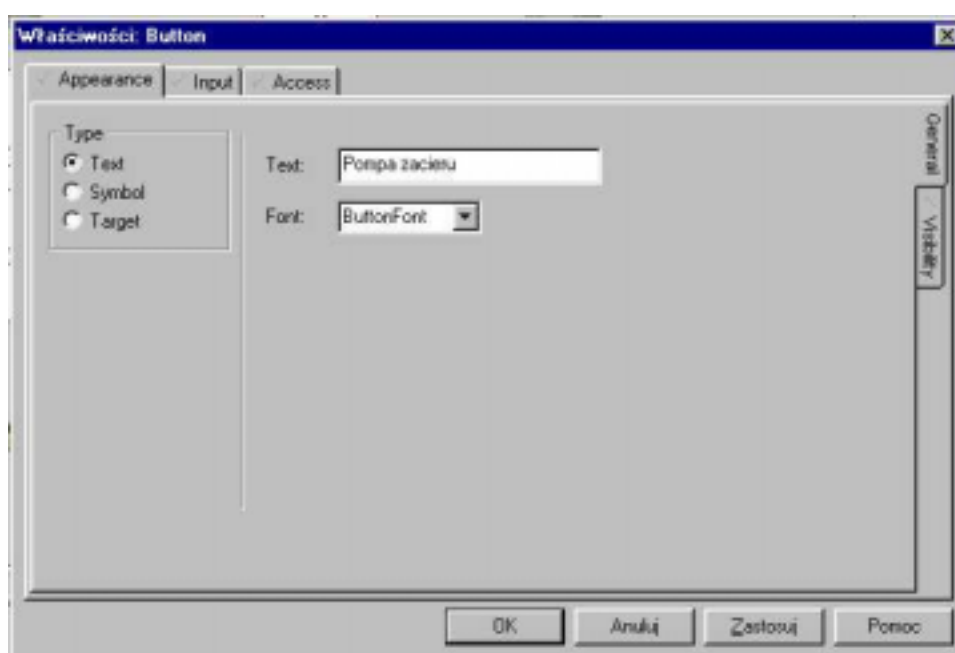 Właściwości: Button
Appearance
Input
Access
General
Visibility
Type
Text
Symbol
Target
Text: Pompa zacieru
Font: ButtonFont
OK
Anuluj
Zastosuj
Pomoc